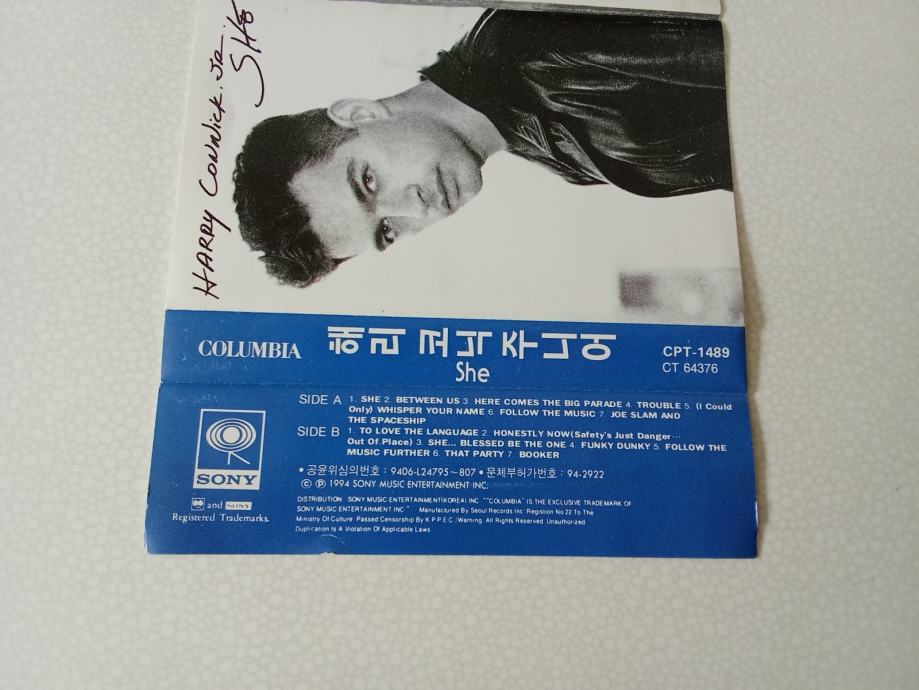 HARRY CONNICK, JR.
SHE
COLUMBIA
해리 코닉 주니어
She
CPT-1489
CT 64376
SIDE A 1. SHE 2. BETWEEN US 3. HERE COMES THE BIG PARADE 4. TROUBLE 5. (I Could
Only) WHISPER YOUR NAME 6. FOLLOW THE MUSIC 7. JOE SLAM AND
THE SPACESHIP
SIDE B 1. TO LOVE THE LANGUAGE 2. HONESTLY NOW(Safety's Just Danger…
Out Of Place) 3. SHE... BLESSED BE THE ONE 4. FUNKY DUNKY 5. FOLLOW THE
MUSIC FURTHER 6. THAT PARTY 7. BOOKER
SONY
• 공윤위심의번호 : 9406-L24795~807 • 문체부허가번호 : 94-2922
© ℗ 1994 SONY MUSIC ENTERTAINMENT INC.
and SONY
Registered Trademarks.
DISTRIBUTION SONY MUSIC ENTERTAINMENT(KOREA) INC "COLUMBIA" IS THE EXCLUSIVE TRADEMARK OF
SONY MUSIC ENTERTAINMENT INC Manufactured By Seoul Records Inc. Registion No 22 To The
Ministry Of Culture Passed Censorship By K P P E C /Warning All Rights Reserved Unauthorized
Duplication Is A Violation Of Applicable Laws